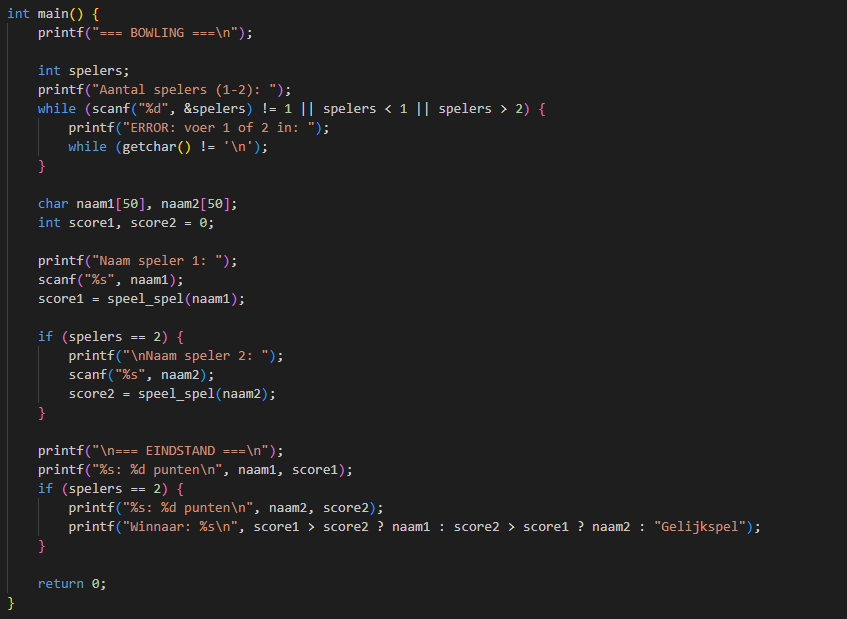 int main() {
    printf("=== BOWLING ===\n");
    int spelers;
    printf("Aantal spelers (1-2): ");
    while (scanf("%d", &spelers) != 1 || spelers < 1 || spelers > 2) {
        printf("ERROR: voer 1 of 2 in: ");
        while (getchar() != '\n');
    }
    char naam1[50], naam2[50];
    int score1, score2 = 0;
    printf("Naam speler 1: ");
    scanf("%s", naam1);
    score1 = speel_spel(naam1);
    if (spelers == 2) {
        printf("\nNaam speler 2: ");
        scanf("%s", naam2);
        score2 = speel_spel(naam2);
    }
    printf("\n=== EINDSTAND ===\n");
    printf("%s: %d punten\n", naam1, score1);
    if (spelers == 2) {
        printf("%s: %d punten\n", naam2, score2);
        printf("Winnaar: %s\n", score1 > score2 ? naam1 : score2 > score1 ? naam2 : "Gelijkspel");
    }
    return 0;
}